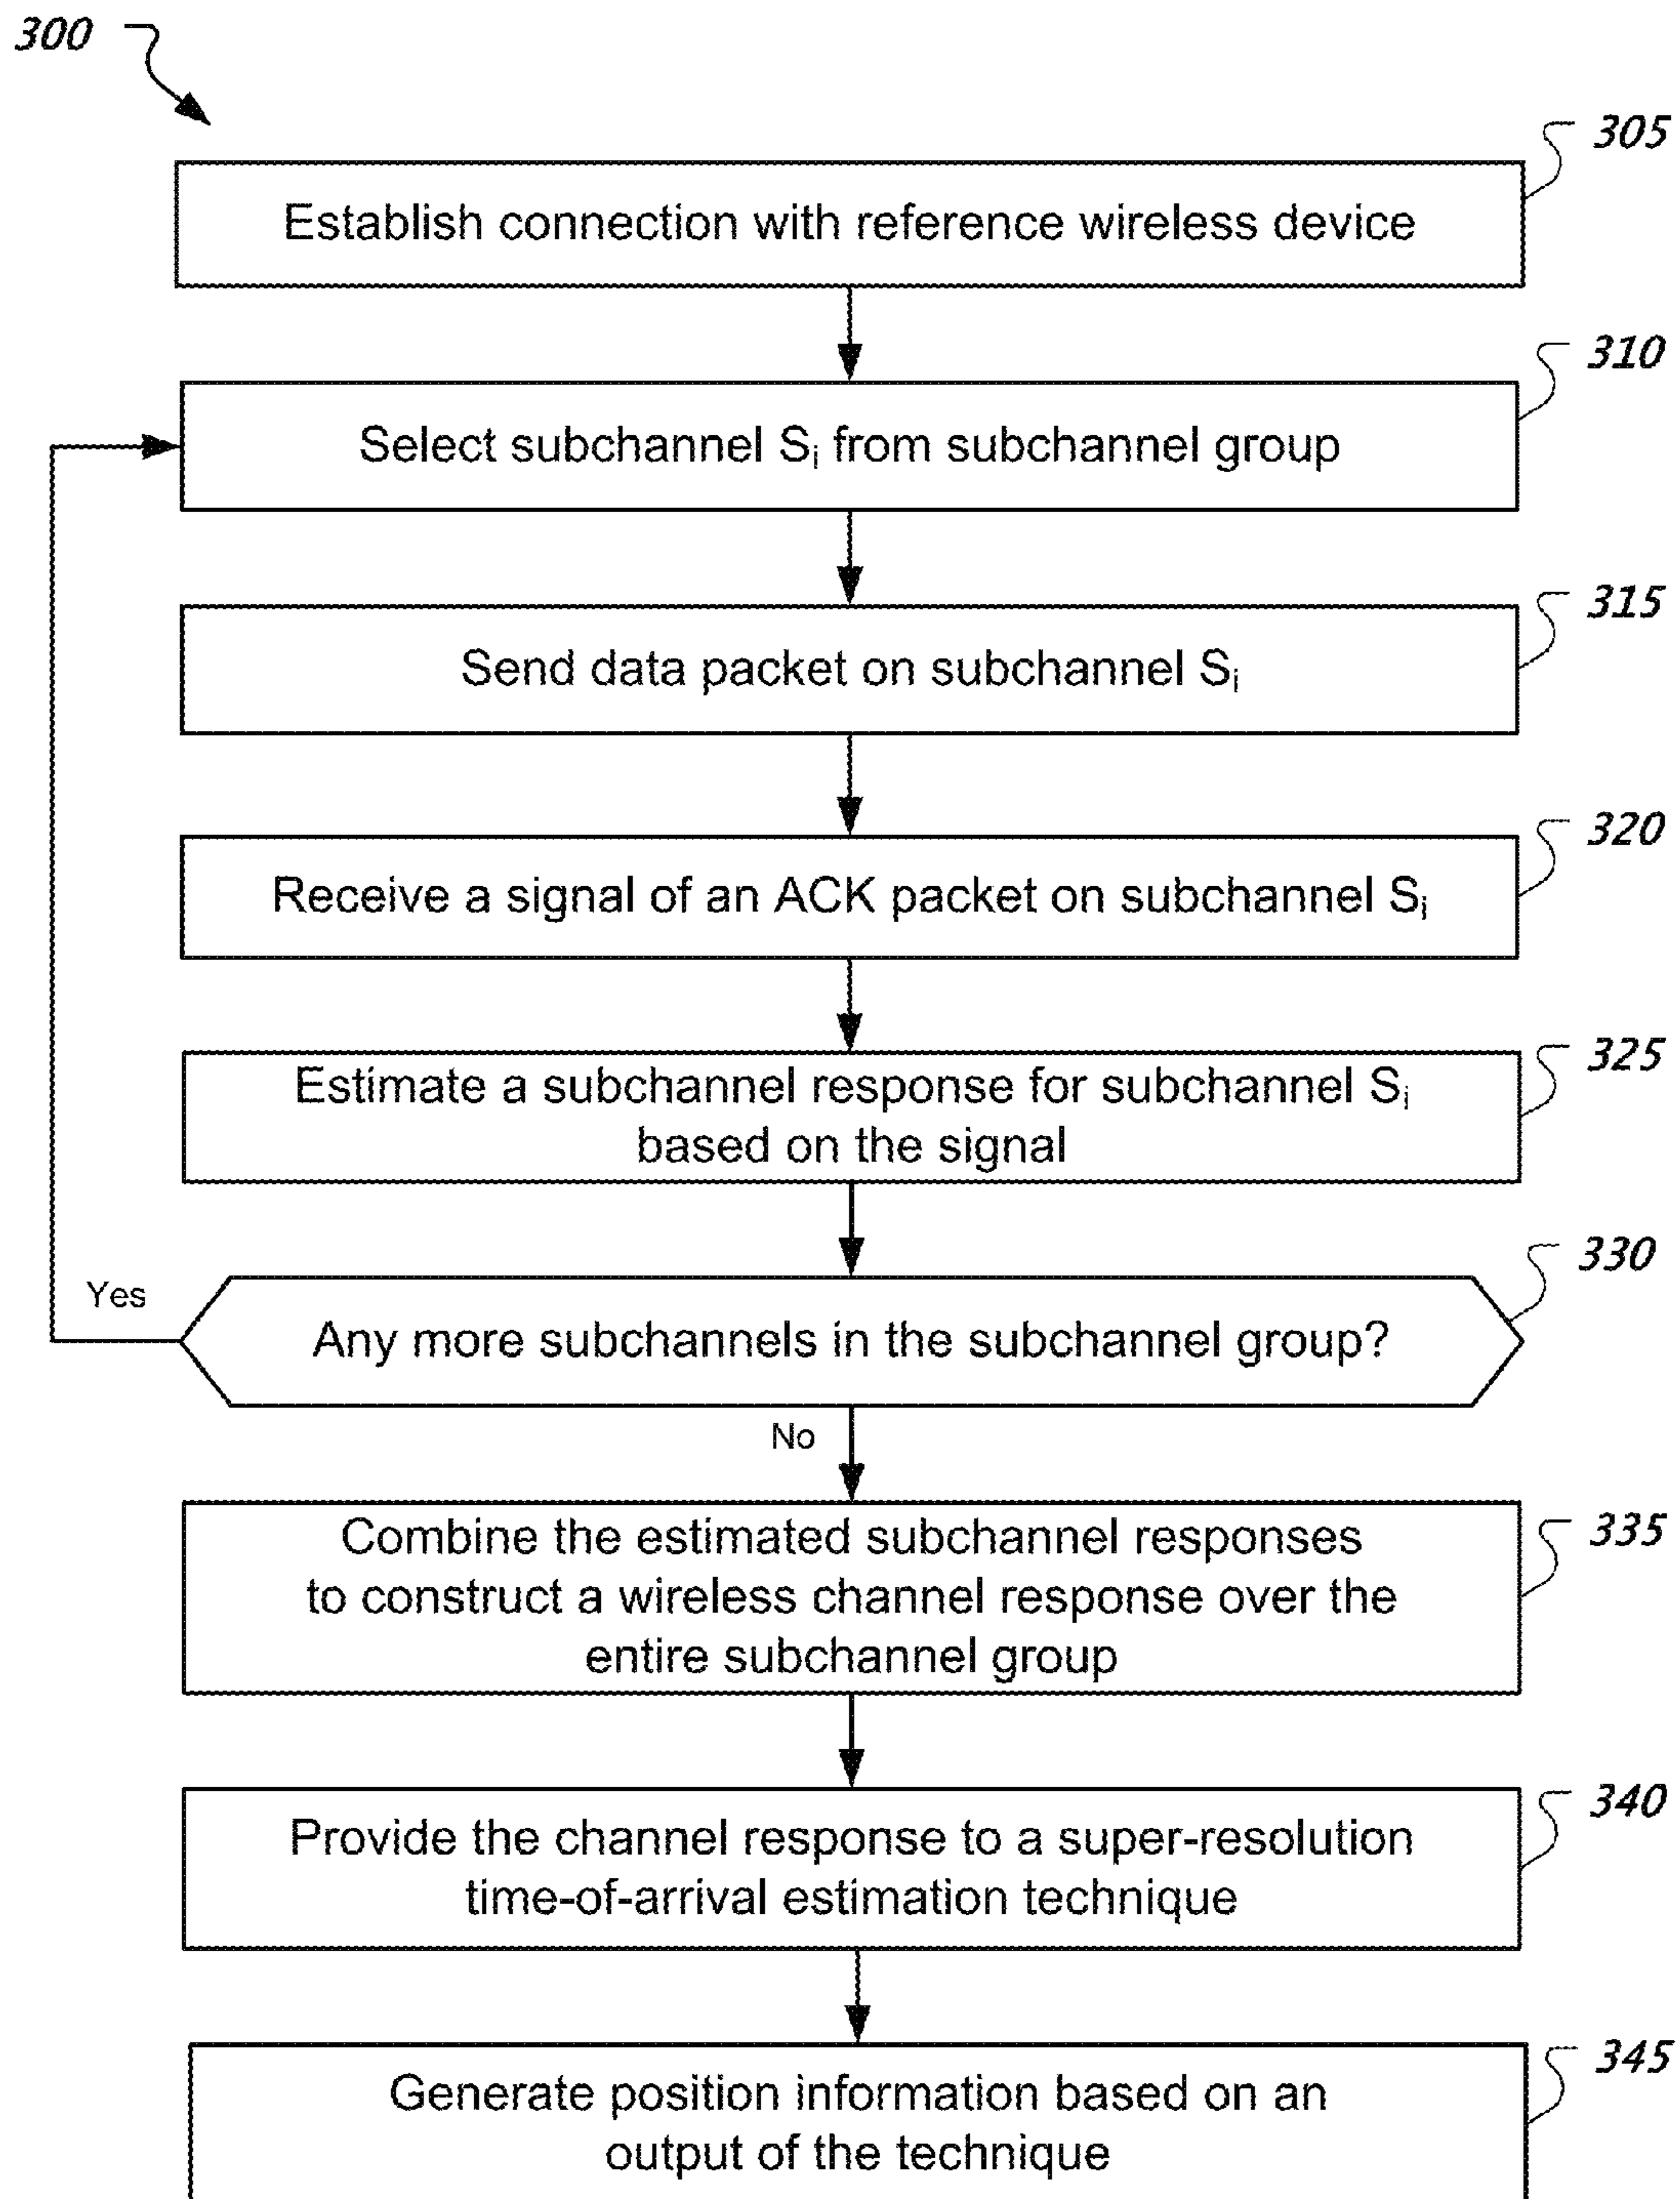 300
305
Establish connection with reference wireless device
310
Select subchannel Si from subchannel group
315
Send data packet on subchannel Si
320
Receive a signal of an ACK packet on subchannel Si
325
Estimate a subchannel response for subchannel Si
based on the signal
330
Yes
Any more subchannels in the subchannel group?
No
335
Combine the estimated subchannel responses
to construct a wireless channel response over the
entire subchannel group
340
Provide the channel response to a super-resolution
time-of-arrival estimation technique
345
Generate position information based on an
output of the technique